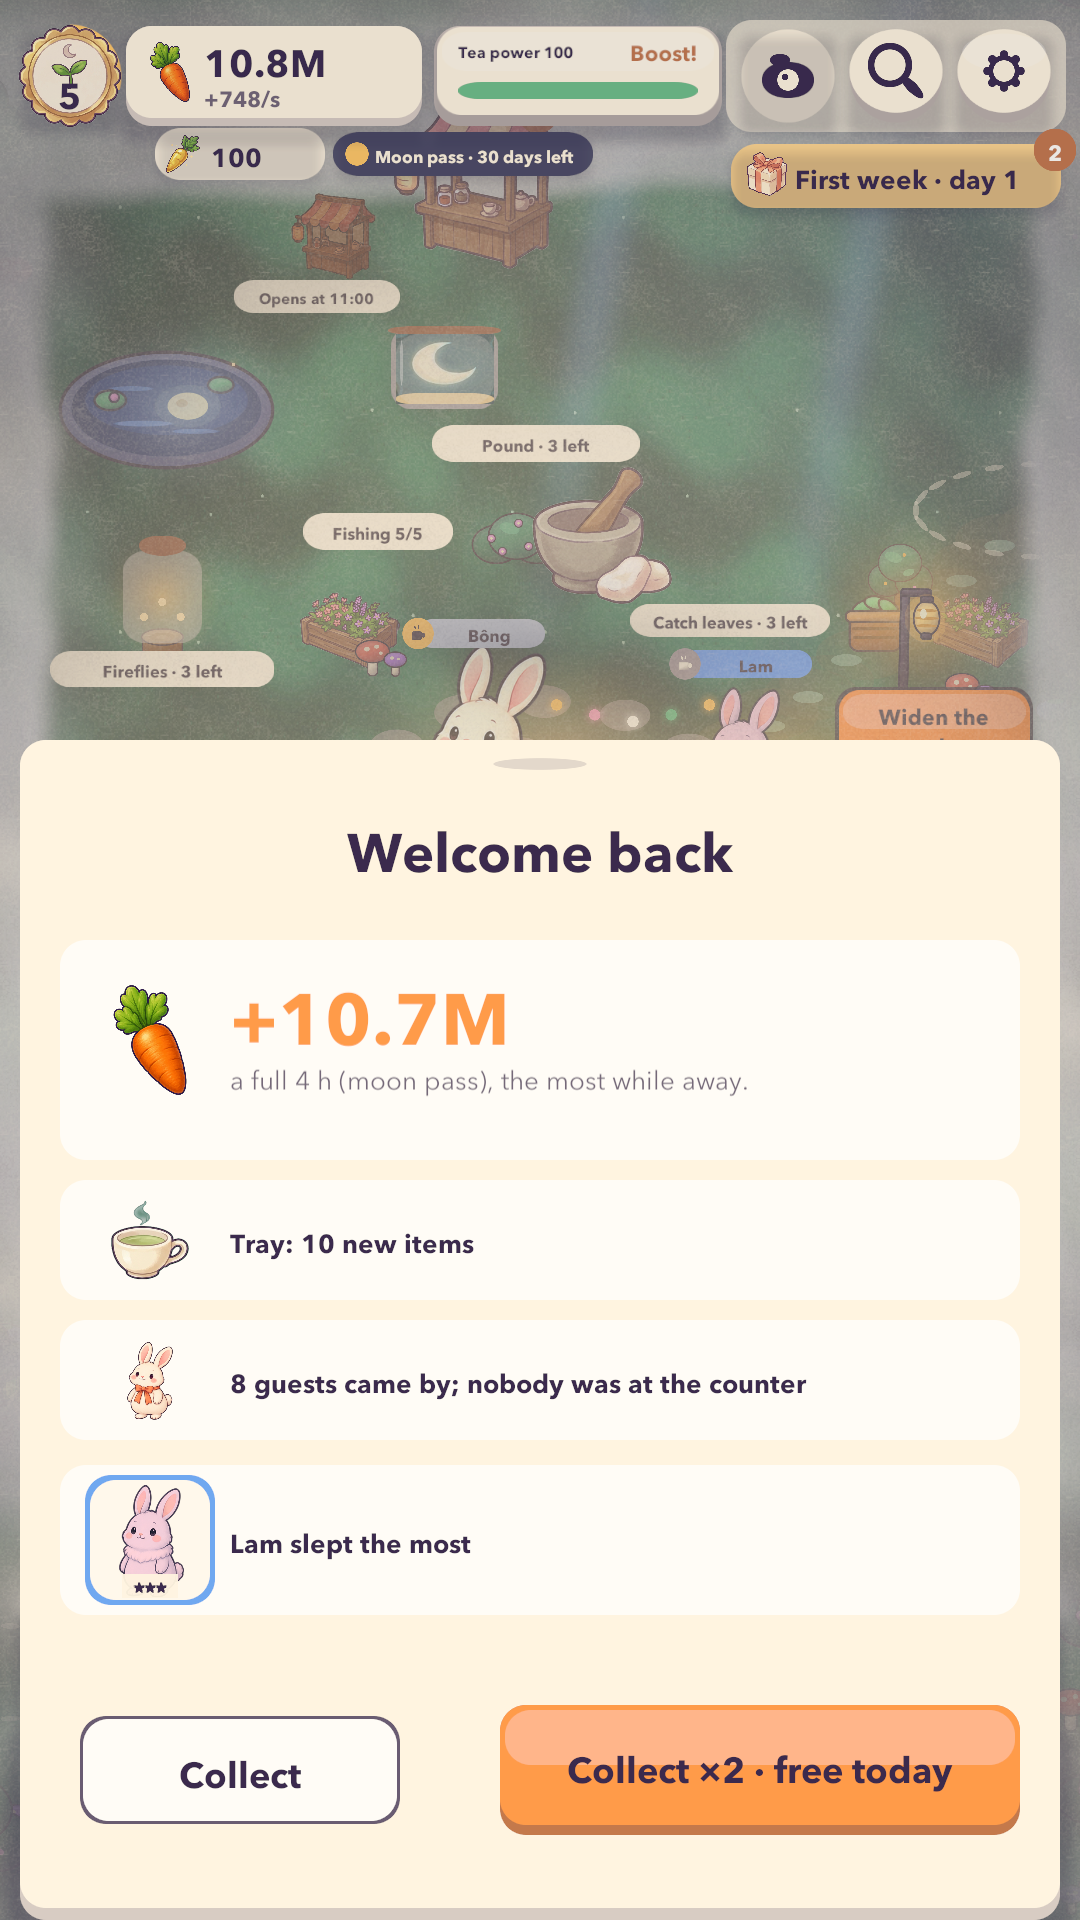 5
10.8M
+748/s
Tea power 100
Boost!
100
Moon pass · 30 days left
2
First week · day 1
Opens at 11:00
Pound · 3 left
Fishing 5/5
Catch leaves · 3 left
Bông
Lam
Fireflies · 3 left
Widen the
Welcome back
+10.7M
a full 4 h (moon pass), the most while away.
Tray: 10 new items
8 guests came by; nobody was at the counter
Lam slept the most
Collect
Collect ×2 · free today